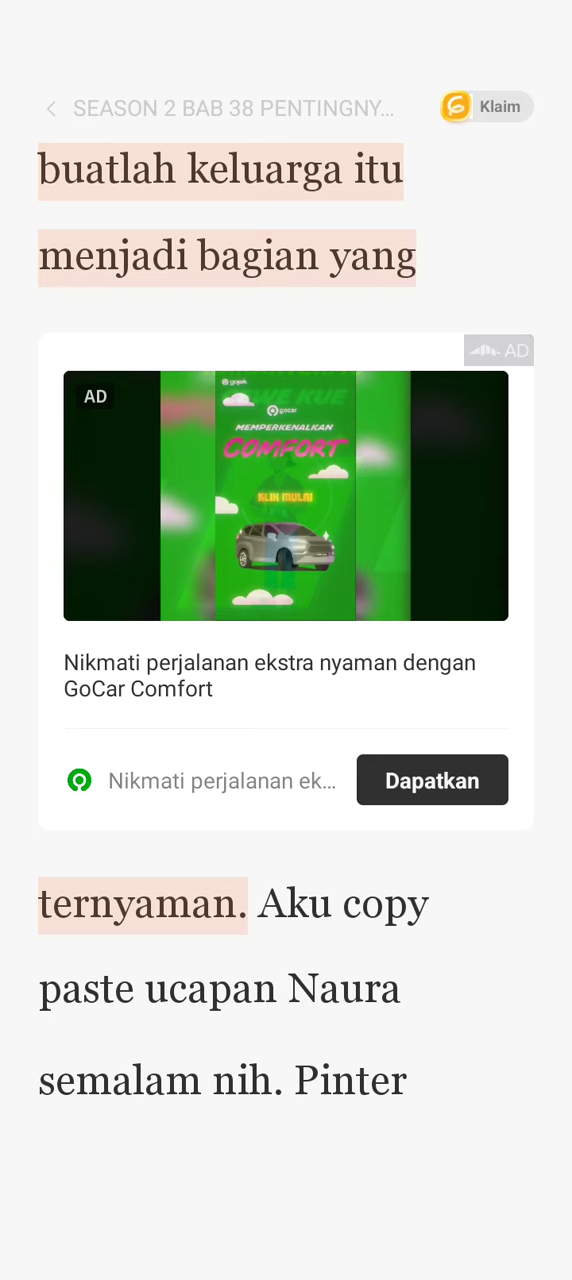 SEASON 2 BAB 38 PENTINGNY...
Klaim
buatlah keluarga itu
menjadi bagian yang
AD
AD
gojek
WE KUE
gocar
MEMPERKENALKAN
COMFORT
KLIK MULAI
Nikmati perjalanan ekstra nyaman dengan
GoCar Comfort
Nikmati perjalanan ek...
Dapatkan
ternyaman. Aku copy
paste ucapan Naura
semalam nih. Pinter